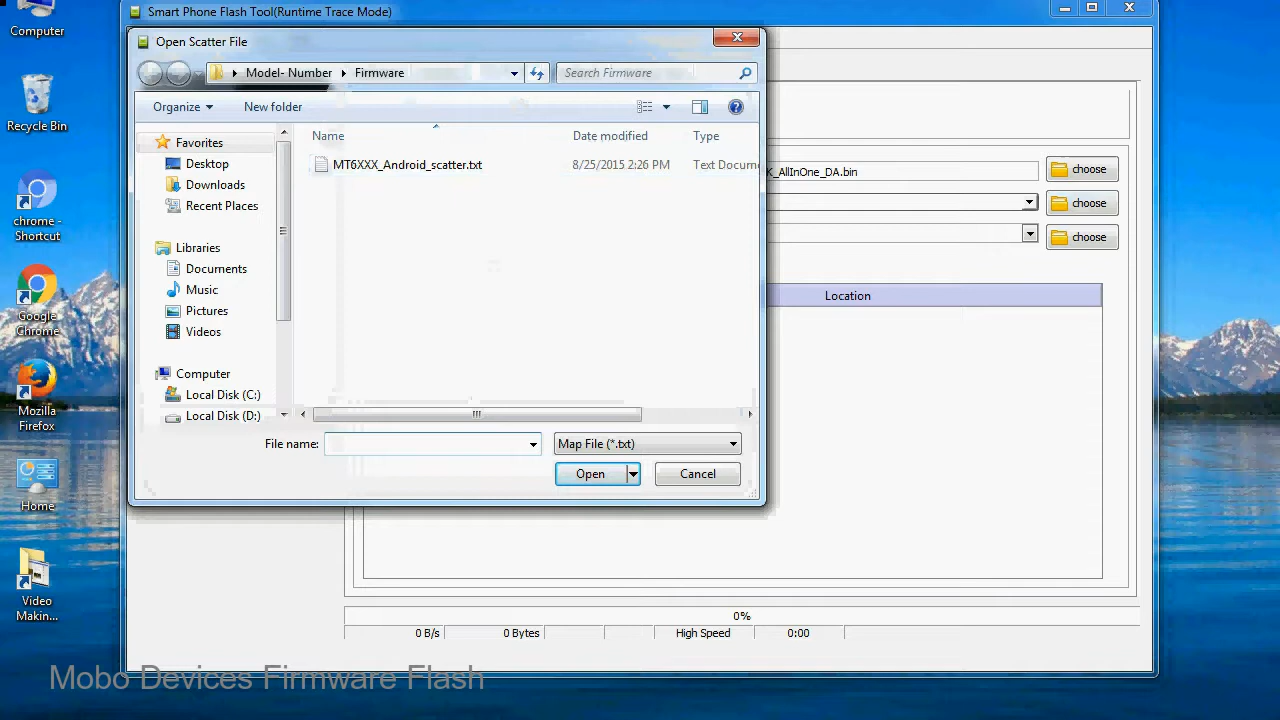 Smart Phone Flash Tool(Runtime Trace Mode)
Computer
Open Scatter File
Model- Number
Firmware
Search Firmware
Organize
New folder
Recycle Bin
Name
Date modified
Type
Favorites
MT6XXX_Android_scatter.txt
8/25/2015 2:26 PM
Text Docum
Desktop
Downloads
Recent Places
K_AllInOne_DA.bin
choose
choose
choose
chrome -
Shortcut
Libraries
Documents
Music
Pictures
Videos
Location
Google
Chrome
Computer
Local Disk (C:)
Local Disk (D:)
Mozilla
Firefox
File name:
Map File (*.txt)
Open
Cancel
Home
Video
Makin...
0%
0 B/s
0 Bytes
High Speed
0:00
Mobo Devices Firmware Flash